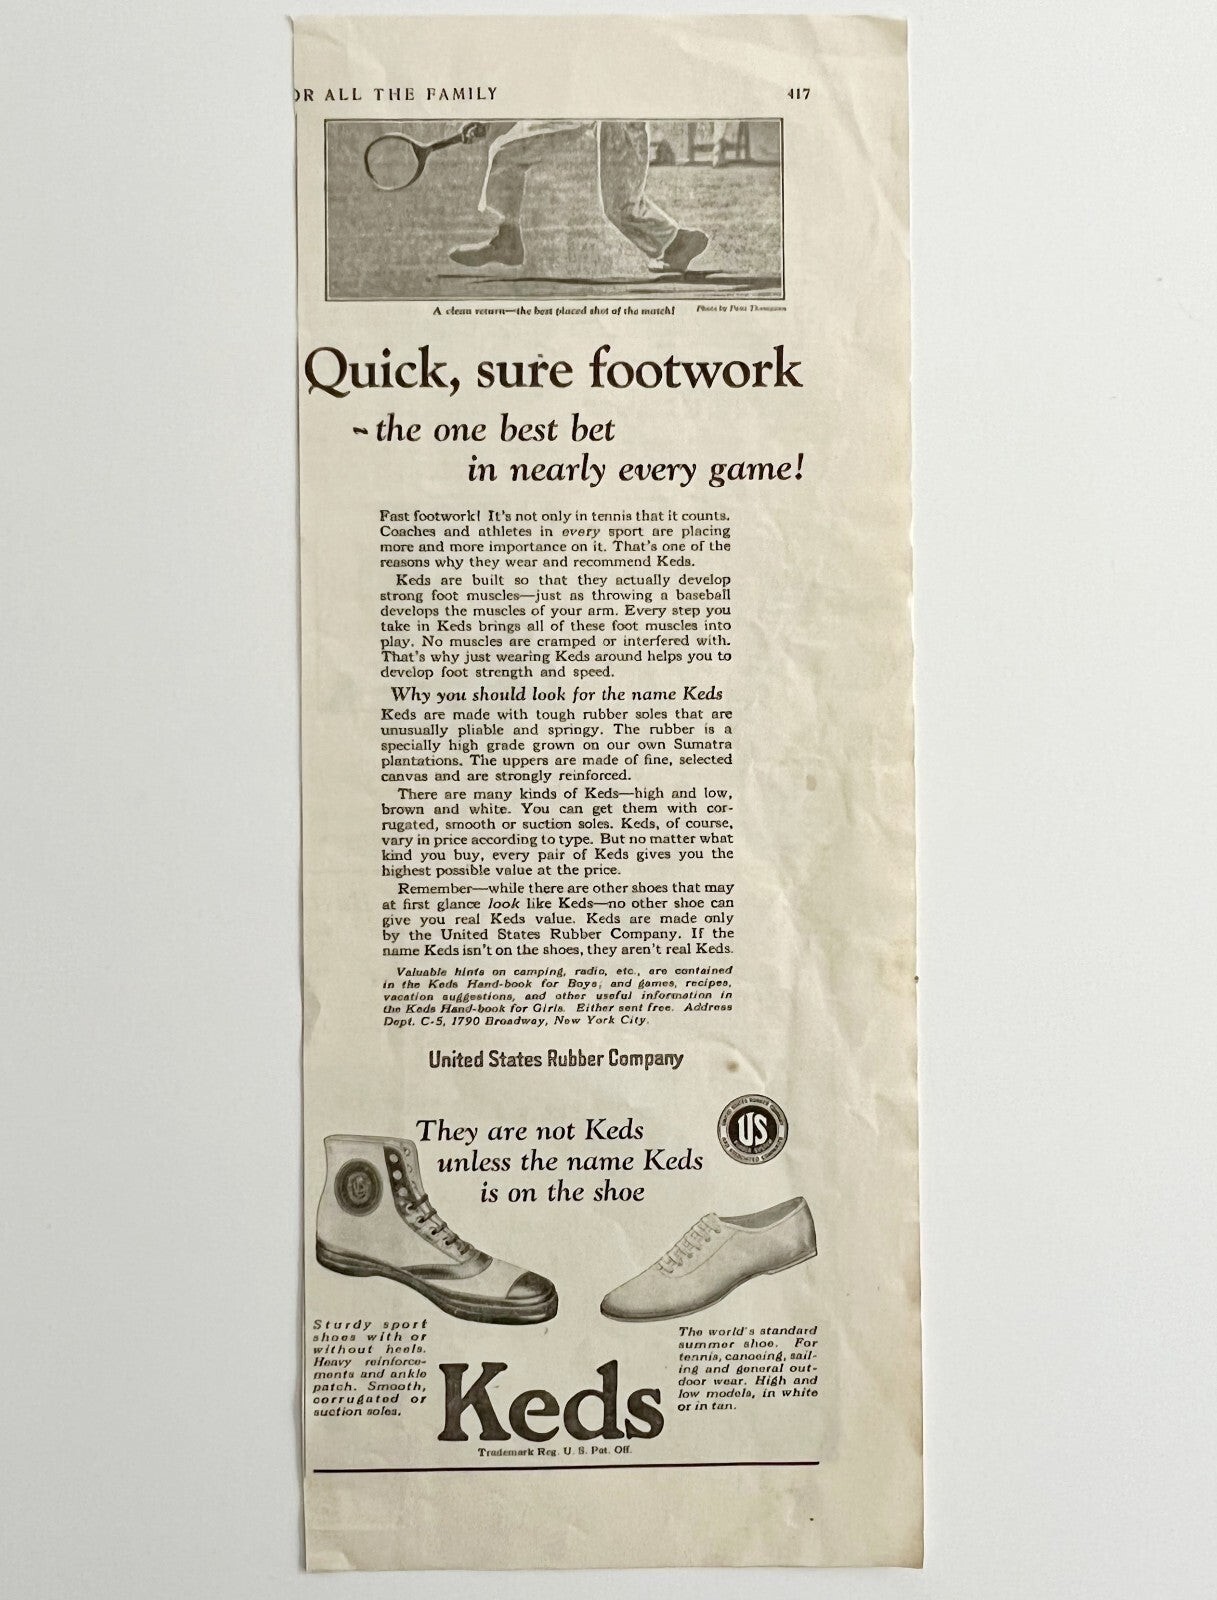 OR ALL THE FAMILY 417
A clean return—the best placed shot of the match! Photo by Paul Thompson
Quick, sure footwork
~the one best bet
in nearly every game!
Fast footwork! It's not only in tennis that it counts.
Coaches and athletes in every sport are placing
more and more importance on it. That's one of the
reasons why they wear and recommend Keds.
Keds are built so that they actually develop
strong foot muscles—just as throwing a baseball
develops the muscles of your arm. Every step you
take in Keds brings all of these foot muscles into
play. No muscles are cramped or interfered with.
That's why just wearing Keds around helps you to
develop foot strength and speed.
Why you should look for the name Keds
Keds are made with tough rubber soles that are
unusually pliable and springy. The rubber is a
specially high grade grown on our own Sumatra
plantations. The uppers are made of fine, selected
canvas and are strongly reinforced.
There are many kinds of Keds—high and low,
brown and white. You can get them with cor-
rugated, smooth or suction soles. Keds, of course,
vary in price according to type. But no matter what
kind you buy, every pair of Keds gives you the
highest possible value at the price.
Remember—while there are other shoes that may
at first glance look like Keds—no other shoe can
give you real Keds value. Keds are made only
by the United States Rubber Company. If the
name Keds isn't on the shoes, they aren't real Keds.
Valuable hints on camping, radio, etc., are contained
in the Keds Hand-book for Boys; and games, recipes,
vacation suggestions, and other useful information in
the Keds Hand-book for Girls. Either sent free. Address
Dept. C-5, 1790 Broadway, New York City.
United States Rubber Company
They are not Keds
unless the name Keds
is on the shoe
US
Sturdy sport
shoes with or
without heels.
Heavy reinforce-
ments and ankle
patch. Smooth,
corrugated or
suction soles.
The world's standard
summer shoe. For
tennis, canoeing, sail-
ing and general out-
door wear. High and
low models, in white
or in tan.
Keds
Trademark Reg. U. S. Pat. Off.